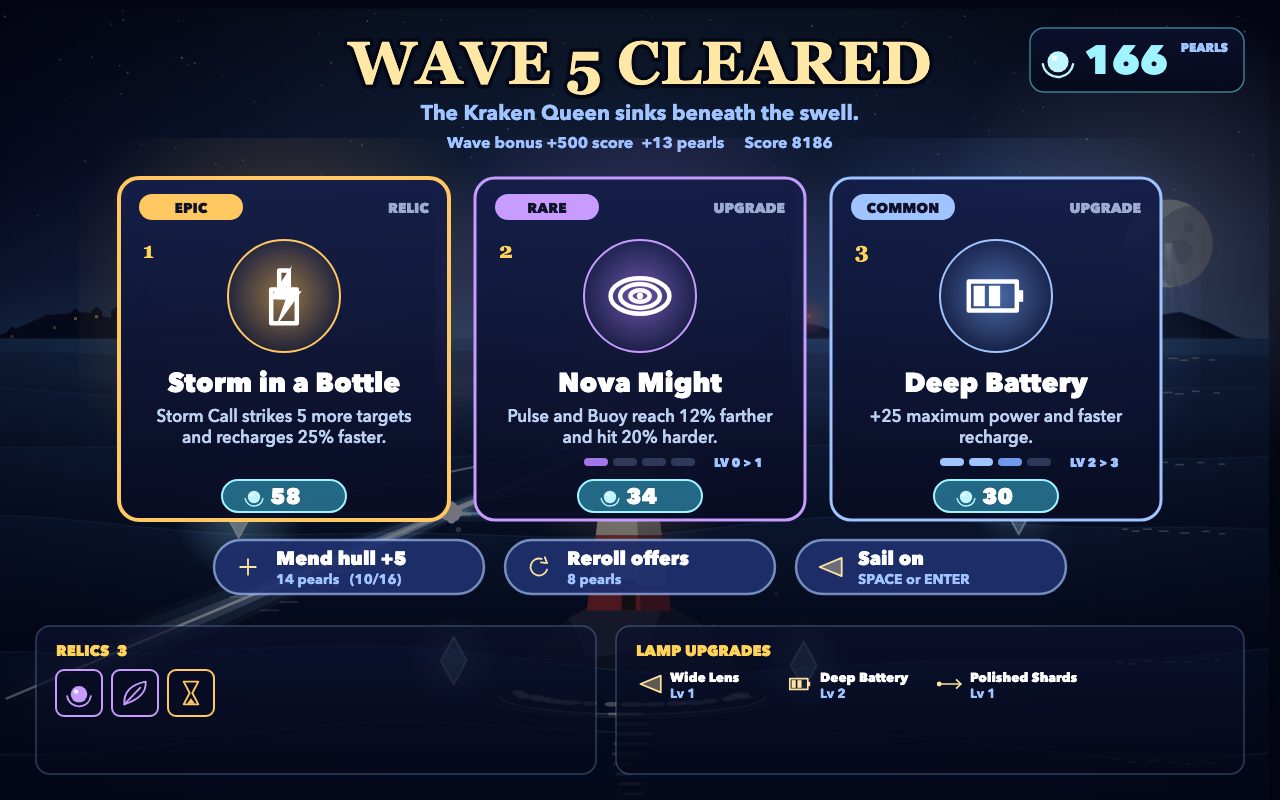 WAVE 5 CLEARED
166 PEARLS
The Kraken Queen sinks beneath the swell.
Wave bonus +500 score +13 pearls Score 8186
EPIC
RELIC
1
Storm in a Bottle
Storm Call strikes 5 more targets
and recharges 25% faster.
58
RARE
UPGRADE
2
Nova Might
Pulse and Buoy reach 12% farther
and hit 20% harder.
LV 0 > 1
34
COMMON
UPGRADE
3
Deep Battery
+25 maximum power and faster
recharge.
LV 2 > 3
30
Mend hull +5
14 pearls (10/16)
Reroll offers
8 pearls
Sail on
SPACE or ENTER
RELICS 3
LAMP UPGRADES
Wide Lens
Lv 1
Deep Battery
Lv 2
Polished Shards
Lv 1